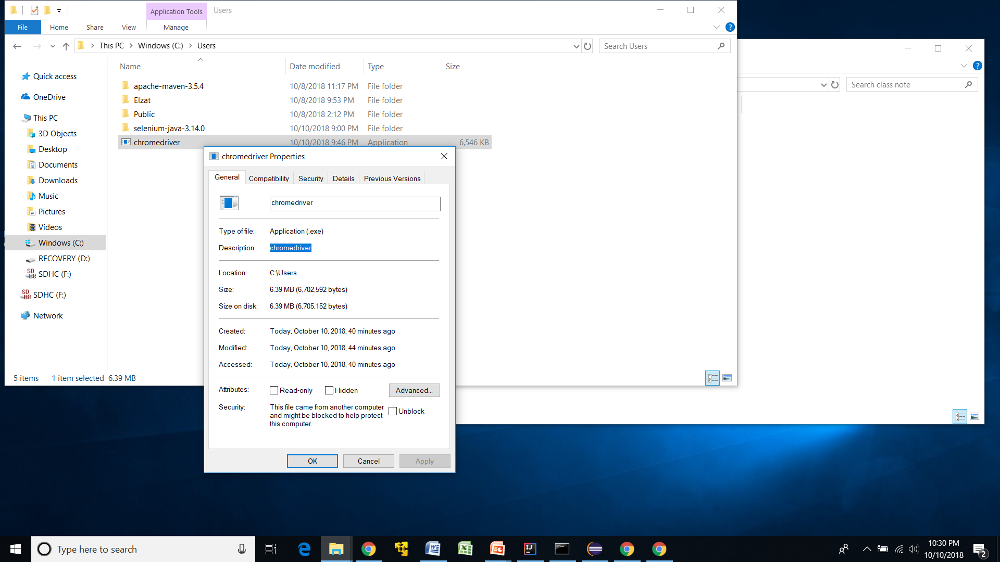 Application Tools
Users
File
Home
Share
View
Manage
This PC
Windows (C:)
Users
Search Users
Search class note
Name
Date modified
Type
Size
apache-maven-3.5.4
10/8/2018 11:17 PM
File folder
Elzat
10/8/2018 9:53 PM
File folder
Public
10/8/2018 2:12 PM
File folder
selenium-java-3.14.0
10/10/2018 9:00 PM
File folder
chromedriver
10/10/2018 9:46 PM
Application
6,546 KB
Quick access
OneDrive
This PC
3D Objects
Desktop
Documents
Downloads
Music
Pictures
Videos
Windows (C:)
RECOVERY (D:)
SDHC (F:)
SDHC (F:)
Network
5 items
1 item selected 6.39 MB
chromedriver Properties
General
Compatibility
Security
Details
Previous Versions
chromedriver
Type of file:
Application (.exe)
Description:
chromedriver
Location:
C:\Users
Size:
6.39 MB (6,702,592 bytes)
Size on disk:
6.39 MB (6,705,152 bytes)
Created:
Today, October 10, 2018, 40 minutes ago
Modified:
Today, October 10, 2018, 44 minutes ago
Accessed:
Today, October 10, 2018, 40 minutes ago
Attributes:
Read-only
Hidden
Advanced...
Security:
This file came from another computer
and might be blocked to help protect
this computer.
Unblock
OK
Cancel
Apply
Type here to search
10:30 PM
10/10/2018
2